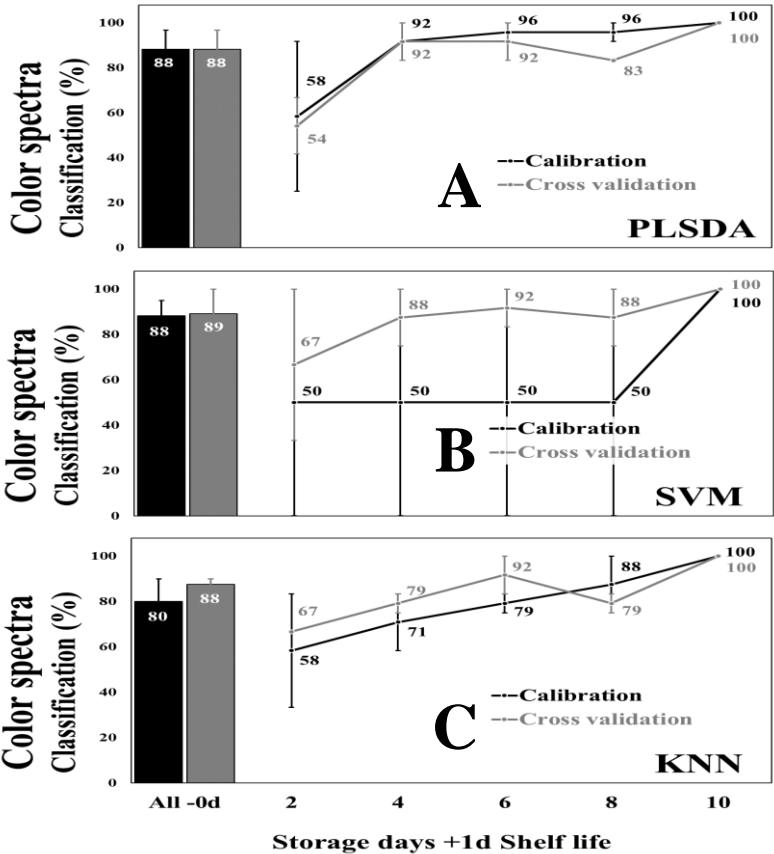 Color spectra
Classification (%)
100
80
60
40
20
0
88
88
58
54
92
92
96
92
96
83
100
100
A
Calibration
Cross validation
PLSDA
Color spectra
Classification (%)
100
80
60
40
20
0
88
89
67
50
88
50
92
50
88
50
100
100
B
Calibration
Cross validation
SVM
Color spectra
Classification (%)
100
80
60
40
20
0
80
88
67
58
79
71
92
79
88
79
100
100
C
Calibration
Cross validation
KNN
All -0d
2
4
6
8
10
Storage days +1d Shelf life